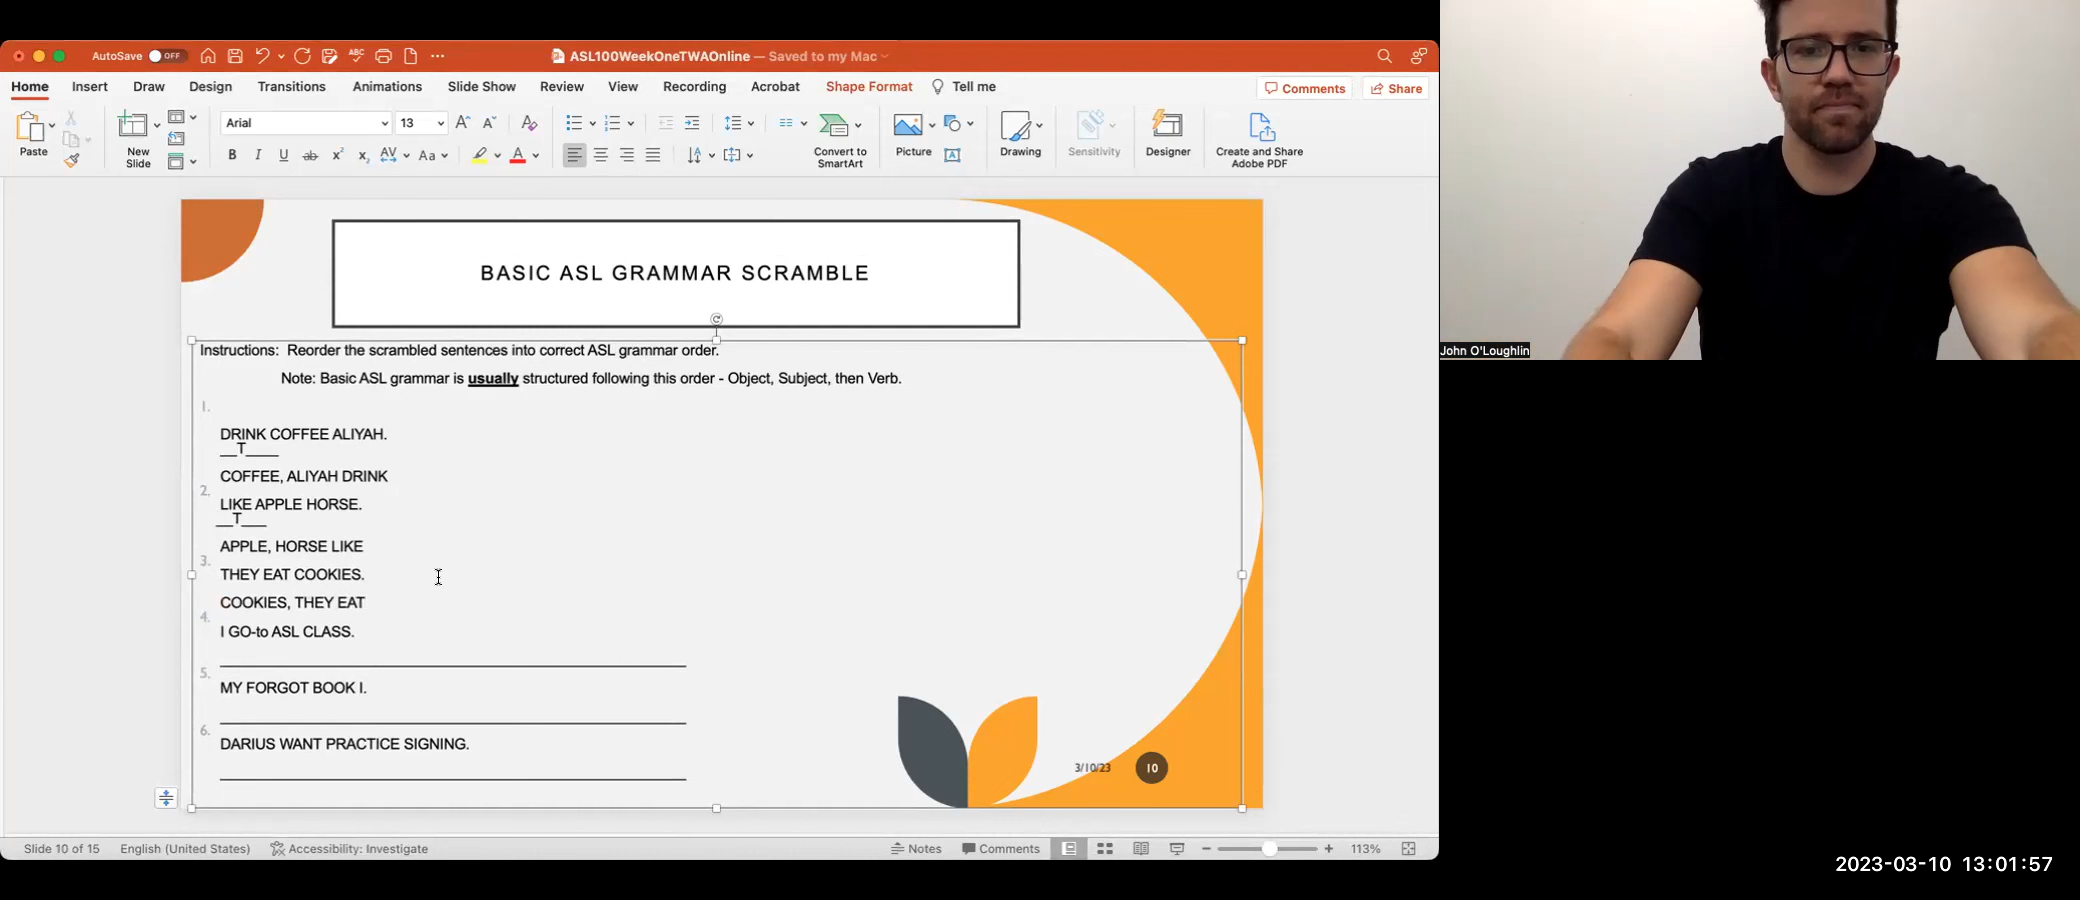 AutoSave OFF ABC ASL100WeekOneTWAOnline — Saved to my Mac
Home Insert Draw Design Transitions Animations Slide Show Review View Recording Acrobat Shape Format Tell me Comments Share
Paste New Slide Arial 13 Convert to SmartArt Picture Drawing Sensitivity Designer Create and Share Adobe PDF
BASIC ASL GRAMMAR SCRAMBLE
Instructions: Reorder the scrambled sentences into correct ASL grammar order.
Note: Basic ASL grammar is usually structured following this order - Object, Subject, then Verb.
1.
DRINK COFFEE ALIYAH.
__T____
COFFEE, ALIYAH DRINK
2.
LIKE APPLE HORSE.
__T___
APPLE, HORSE LIKE
3.
THEY EAT COOKIES.
COOKIES, THEY EAT
4.
I GO-to ASL CLASS.
5.
MY FORGOT BOOK I.
6.
DARIUS WANT PRACTICE SIGNING.
3/10/23 10
Slide 10 of 15 English (United States) Accessibility: Investigate Notes Comments 113%
John O'Loughlin
2023-03-10 13:01:57